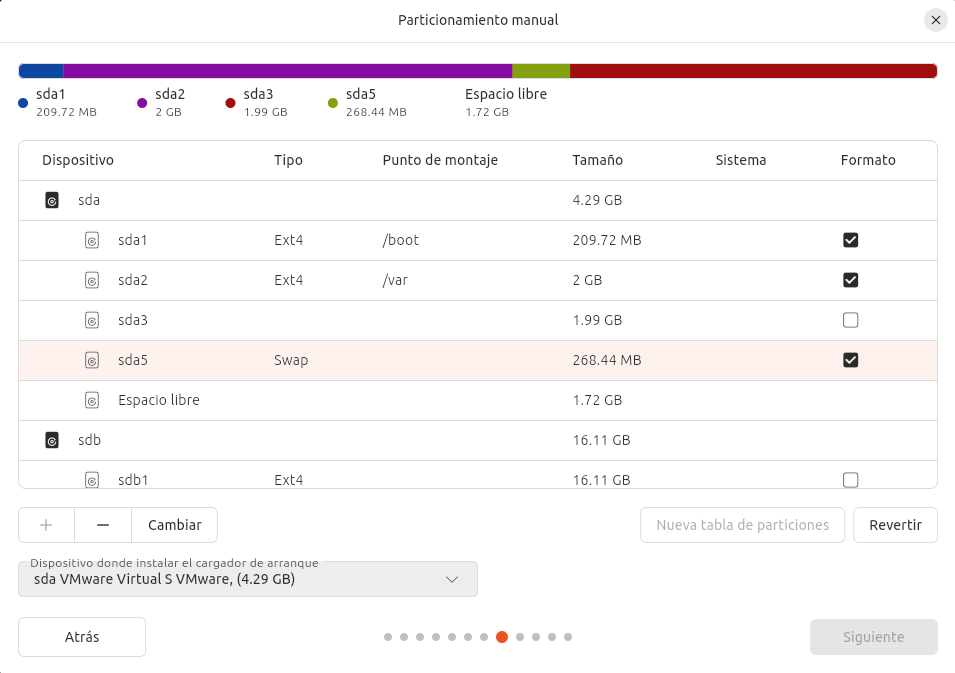 Particionamiento manual
sda1 sda2 sda3 sda5 Espacio libre
209.72 MB 2 GB 1.99 GB 268.44 MB 1.72 GB
Dispositivo Tipo Punto de montaje Tamaño Sistema Formato
sda 4.29 GB
sda1 Ext4 /boot 209.72 MB
sda2 Ext4 /var 2 GB
sda3 1.99 GB
sda5 Swap 268.44 MB
Espacio libre 1.72 GB
sdb 16.11 GB
sdb1 Ext4 16.11 GB
Cambiar Nueva tabla de particiones Revertir
Dispositivo donde instalar el cargador de arranque
sda VMware Virtual S VMware, (4.29 GB)
Atrás Siguiente